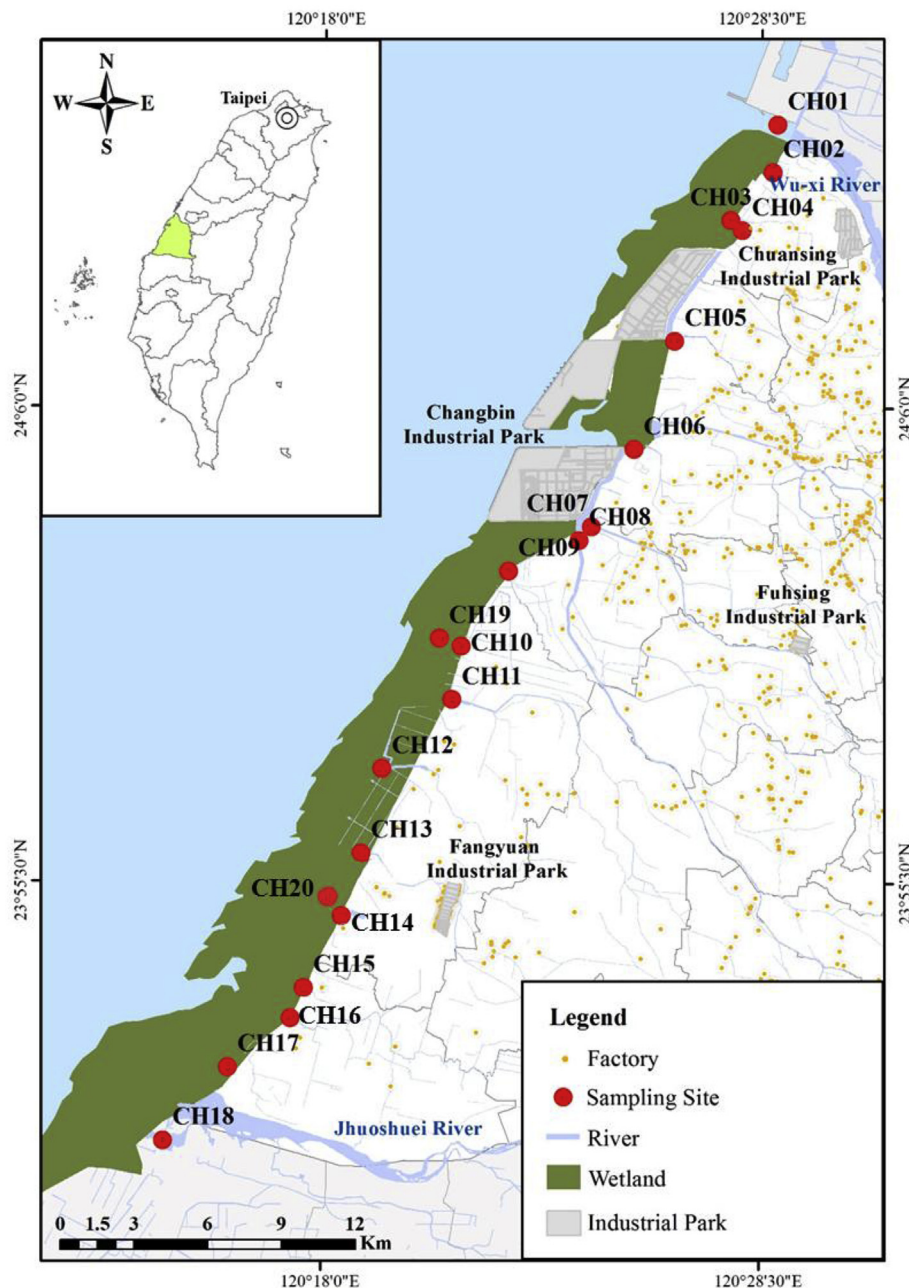 120°18'0"E
120°28'30"E
N
W
E
S
Taipei
CH01
CH02
Wu-xi River
CH03
CH04
Chuansing
Industrial Park
CH05
24°6'0"N
24°6'0"N
Changbin
Industrial Park
CH06
CH07
CH08
CH09
Fuhsing
Industrial Park
CH19
CH10
CH11
CH12
CH13
Fangyuan
Industrial Park
23°55'30"N
23°55'30"N
CH20
CH14
CH15
CH16
CH17
CH18
Jhuoshuei River
Legend
Factory
Sampling Site
River
Wetland
Industrial Park
0 1.5 3 6 9 12
Km
120°18'0"E
120°28'30"E